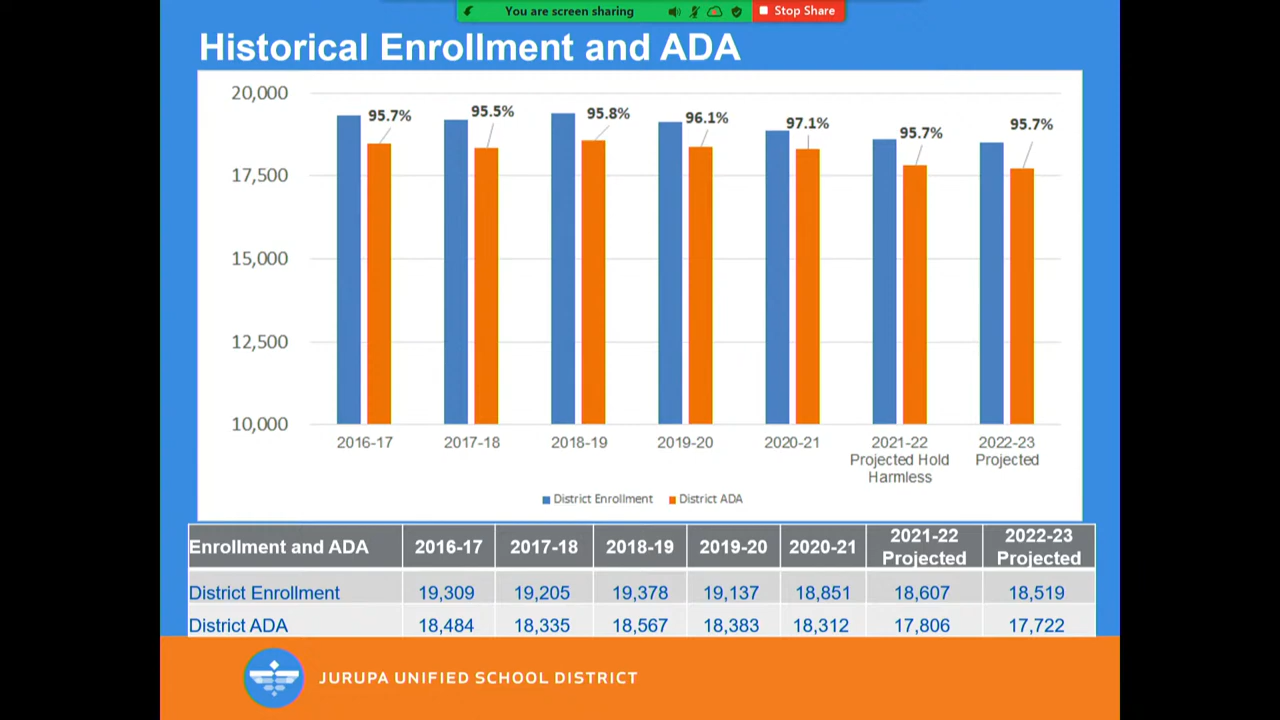 You are screen sharing
Stop Share
Historical Enrollment and ADA
20,000
17,500
15,000
12,500
10,000
95.7%
95.5%
95.8%
96.1%
97.1%
95.7%
95.7%
2016-17
2017-18
2018-19
2019-20
2020-21
2021-22
Projected Hold
Harmless
2022-23
Projected
District Enrollment
District ADA
Enrollment and ADA 2016-17 2017-18 2018-19 2019-20 2020-21 2021-22 Projected 2022-23 Projected
District Enrollment 19,309 19,205 19,378 19,137 18,851 18,607 18,519
District ADA 18,484 18,335 18,567 18,383 18,312 17,806 17,722
JURUPA UNIFIED SCHOOL DISTRICT